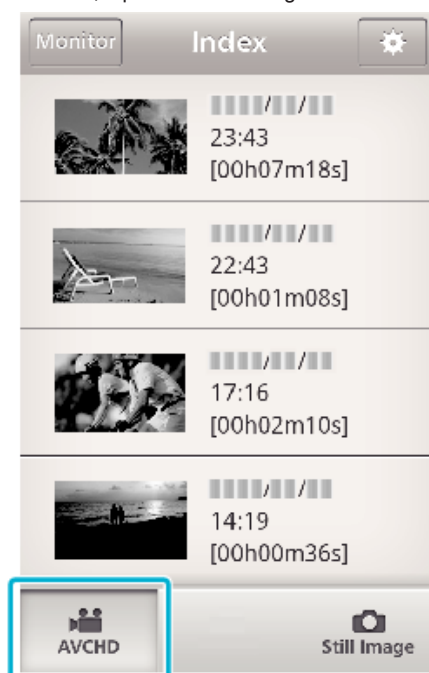 Monitor Index
23:43
[00h07m18s]
22:43
[00h01m08s]
17:16
[00h02m10s]
14:19
[00h00m36s]
AVCHD Still Image